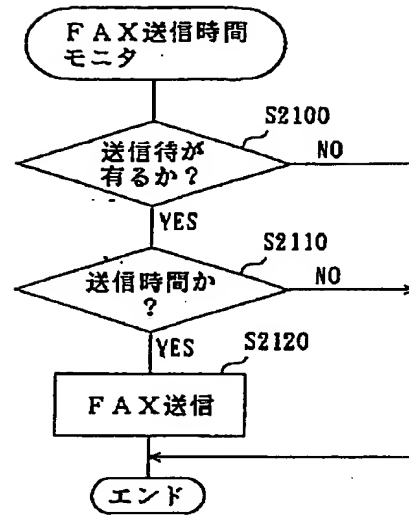 FAX送信時間
モニタ
S2100
送信待が
有るか?
NO
YES
S2110
送信時間か
?
NO
YES
S2120
FAX送信
エンド